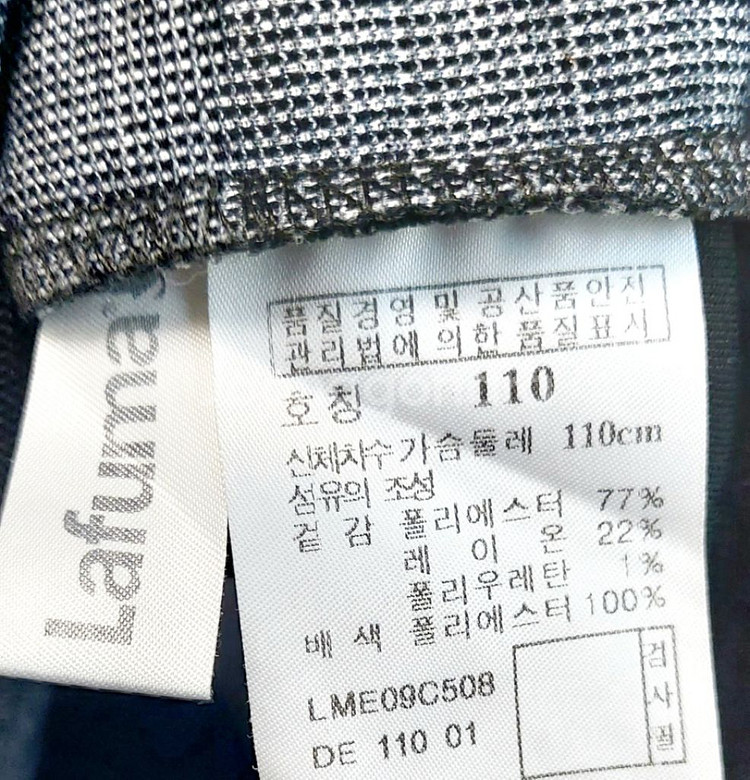 Lafuma
품질경영 및 공산품안전
관리법에 의한 품질표시
호칭 110
신체치수 가슴둘레 110cm
섬유의 조성
겉감 폴리에스터 77%
레이온 22%
폴리우레탄 1%
배색 폴리에스터 100%
LME09C508
DE 110 01
검사필